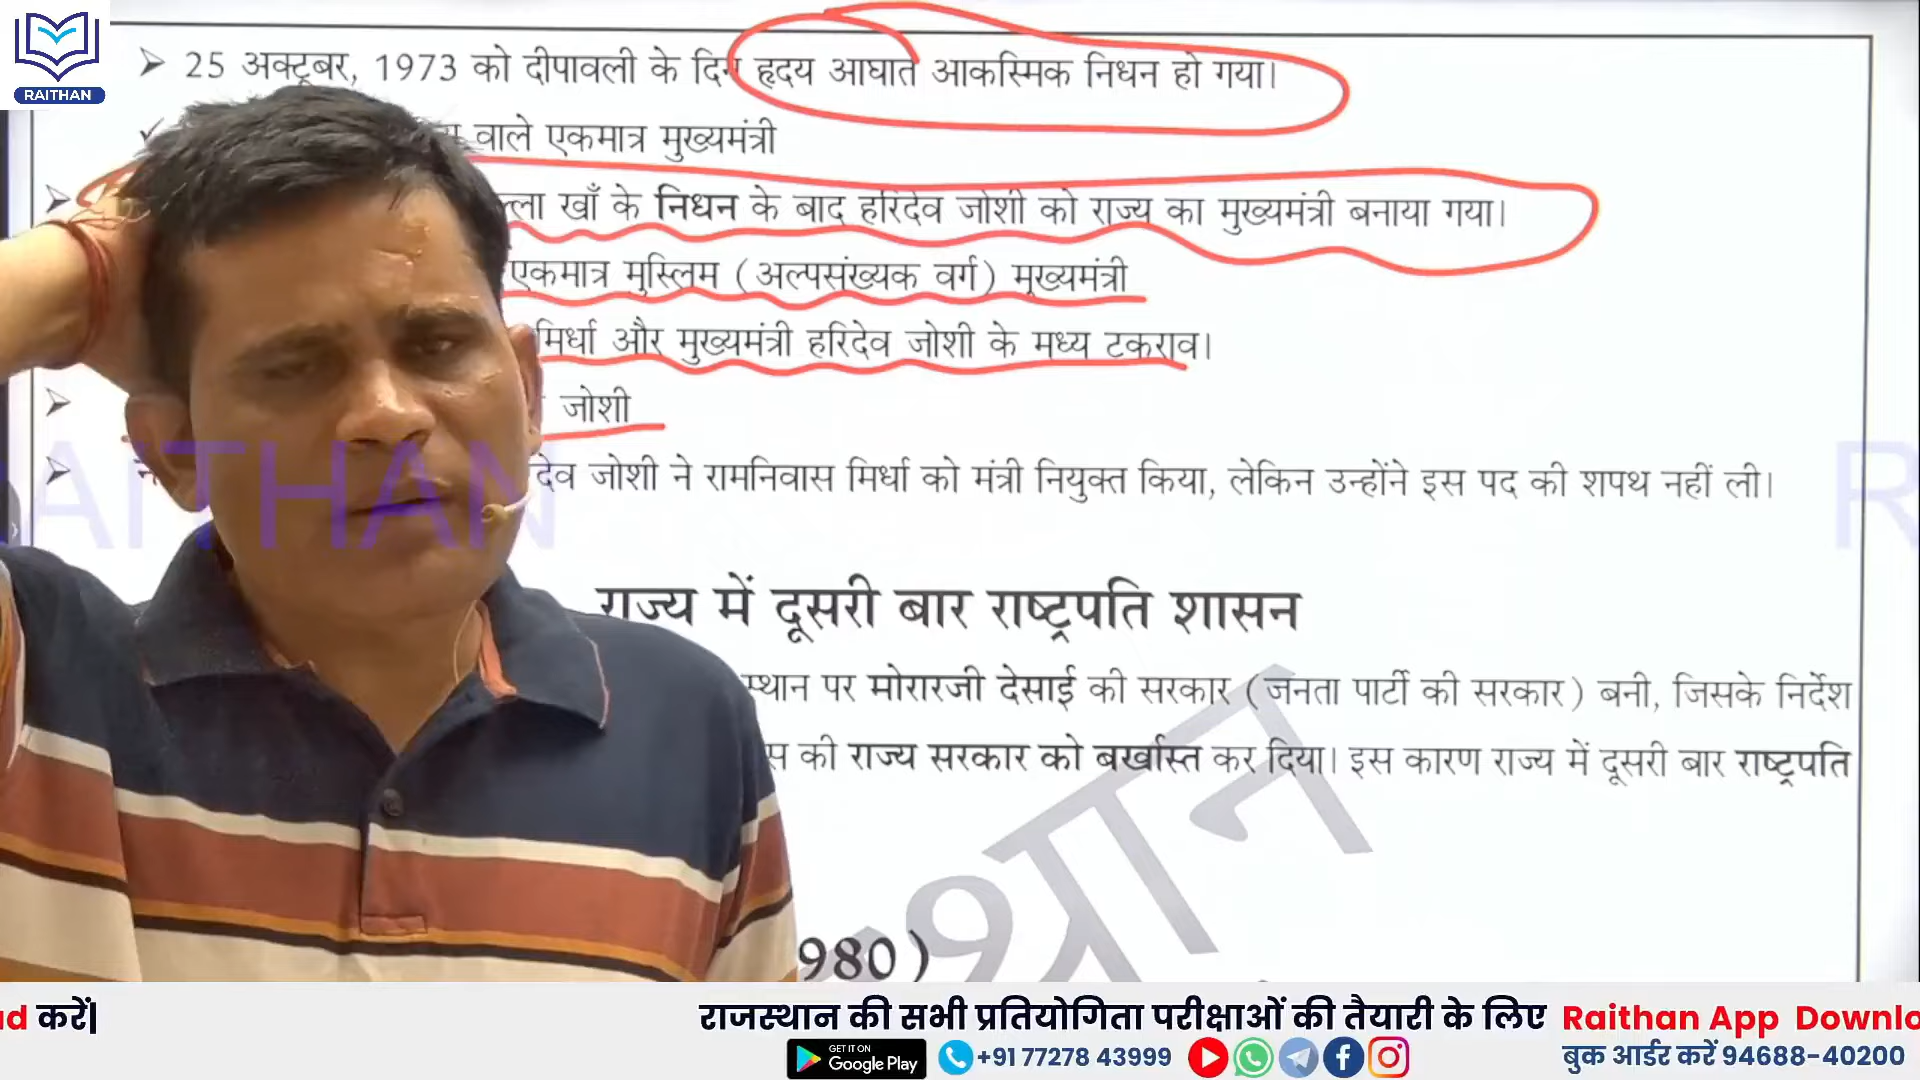 RAITHAN
➤ 25 अक्टूबर, 1973 को दीपावली के दिन हृदय आघात आकस्मिक निधन हो गया।
वाले एकमात्र मुख्यमंत्री
ल्ला खाँ के निधन के बाद हरिदेव जोशी को राज्य का मुख्यमंत्री बनाया गया।
एकमात्र मुस्लिम (अल्पसंख्यक वर्ग) मुख्यमंत्री
मिर्धा और मुख्यमंत्री हरिदेव जोशी के मध्य टकराव।
जोशी
देव जोशी ने रामनिवास मिर्धा को मंत्री नियुक्त किया, लेकिन उन्होंने इस पद की शपथ नहीं ली।
RAITHAN
राज्य में दूसरी बार राष्ट्रपति शासन
स्थान पर मोरारजी देसाई की सरकार (जनता पार्टी की सरकार) बनी, जिसके निर्देश
स की राज्य सरकार को बर्खास्त कर दिया। इस कारण राज्य में दूसरी बार राष्ट्रपति
980)
करें|
राजस्थान की सभी प्रतियोगिता परीक्षाओं की तैयारी के लिए Raithan App Downlo
GET IT ON
Google Play
+91 77278 43999
बुक आर्डर करें 94688-40200